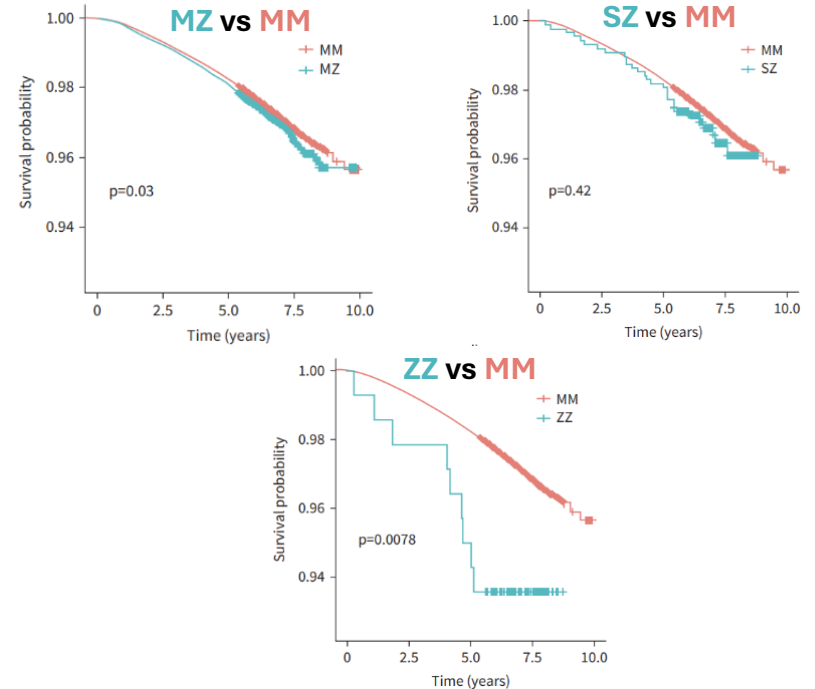 MZ vs MM
Survival probability
1.00
0.98
0.96
0.94
MM
MZ
p=0.03
0 2.5 5.0 7.5 10.0
Time (years)
SZ vs MM
Survival probability
1.00
0.98
0.96
0.94
MM
SZ
p=0.42
0 2.5 5.0 7.5 10.0
Time (years)
ZZ vs MM
Survival probability
1.00
0.98
0.96
0.94
MM
ZZ
p=0.0078
0 2.5 5.0 7.5 10.0
Time (years)